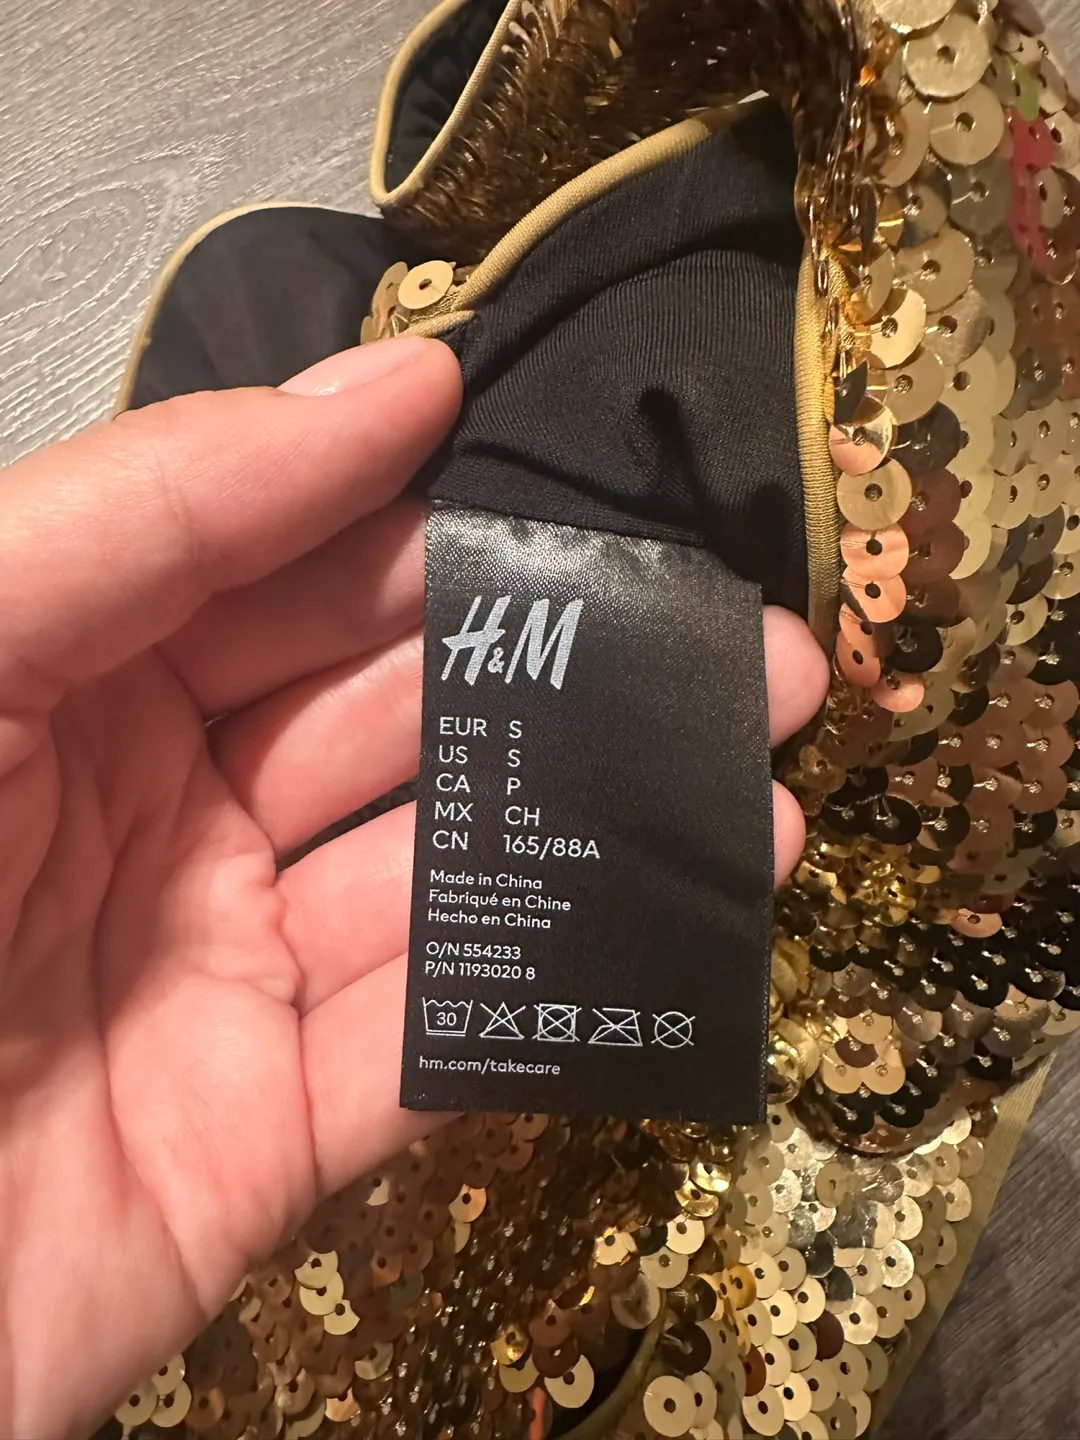 H&M
EUR S
US S
CA P
MX CH
CN 165/88A
Made in China
Fabriqué en Chine
Hecho en China
O/N 554233
P/N 1193020 8
30
hm.com/takecare